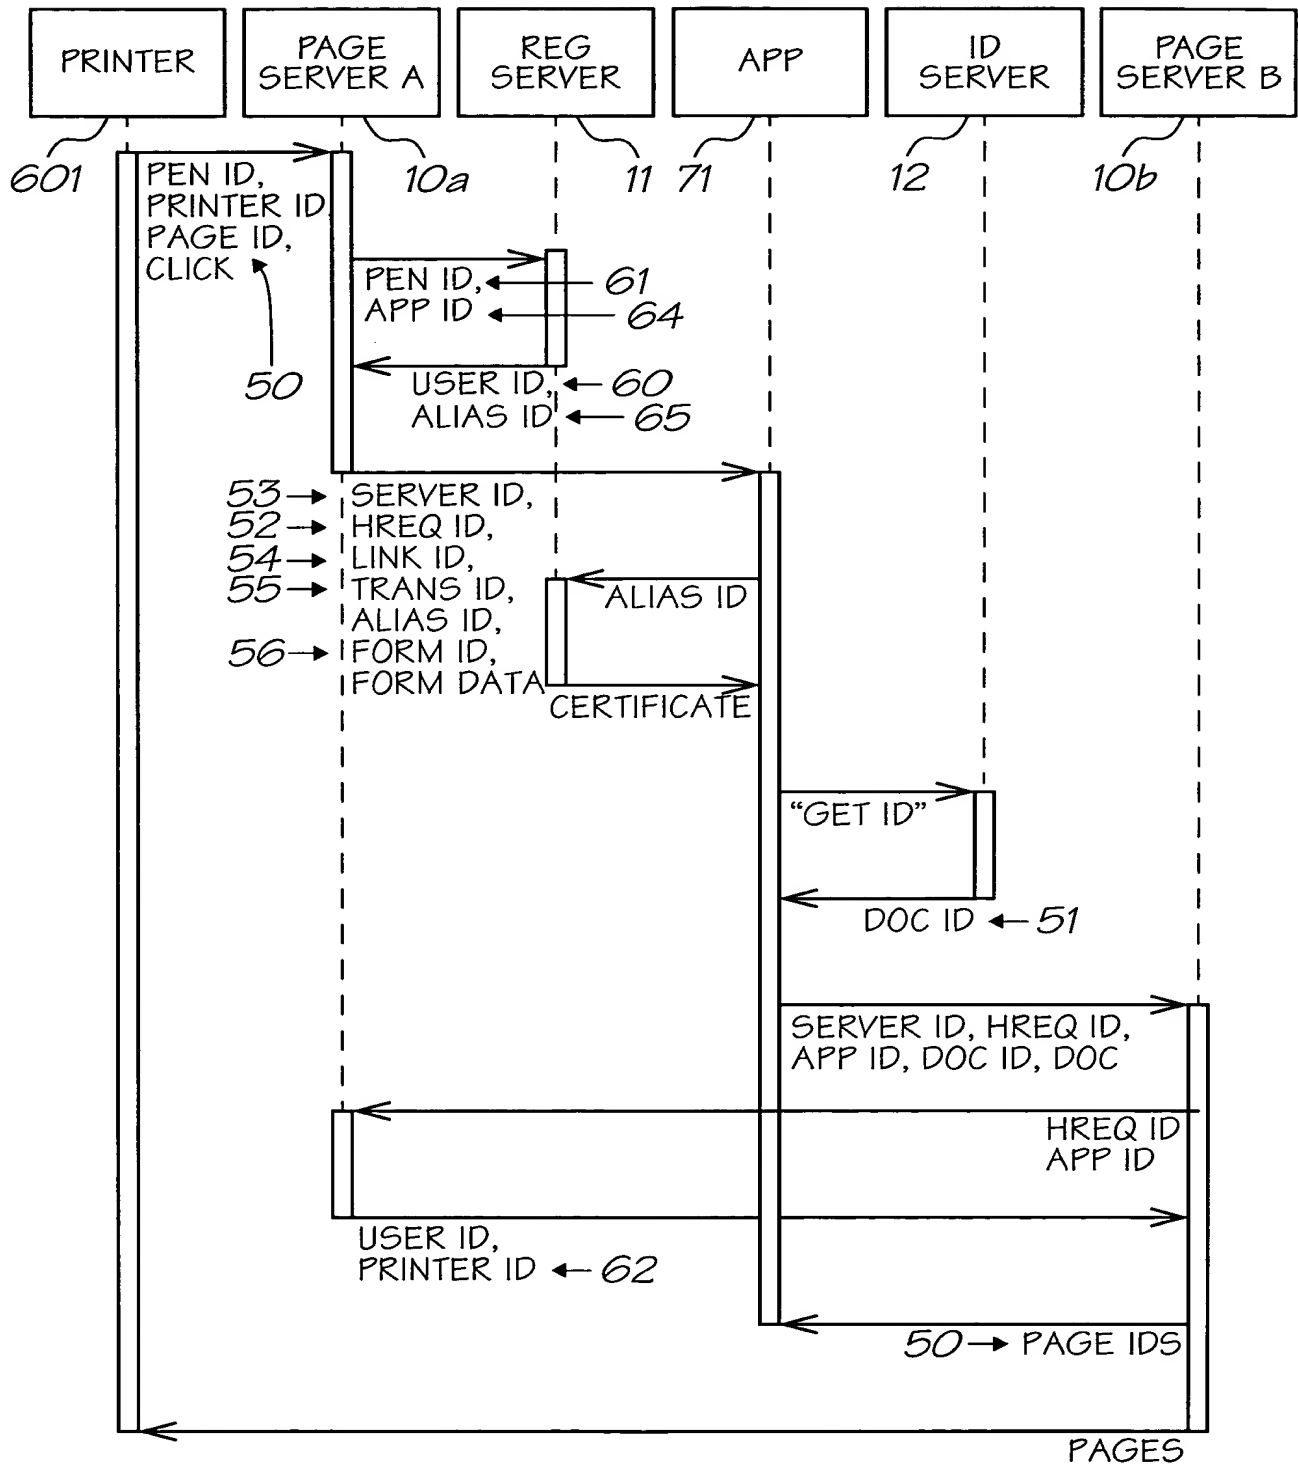 PRINTER
PAGE
SERVER A
REG
SERVER
APP
ID
SERVER
PAGE
SERVER B
601
10a
11
71
12
10b
PEN ID,
PRINTER ID
PAGE ID,
CLICK
50
PEN ID, 61
APP ID 64
USER ID, 60
ALIAS ID 65
53 SERVER ID,
52 HREQ ID,
54 LINK ID,
55 TRANS ID,
ALIAS ID,
56 FORM ID,
FORM DATA
ALIAS ID
CERTIFICATE
“GET ID”
DOC ID 51
SERVER ID, HREQ ID,
APP ID, DOC ID, DOC
HREQ ID
APP ID
USER ID,
PRINTER ID 62
50 PAGE IDS
PAGES